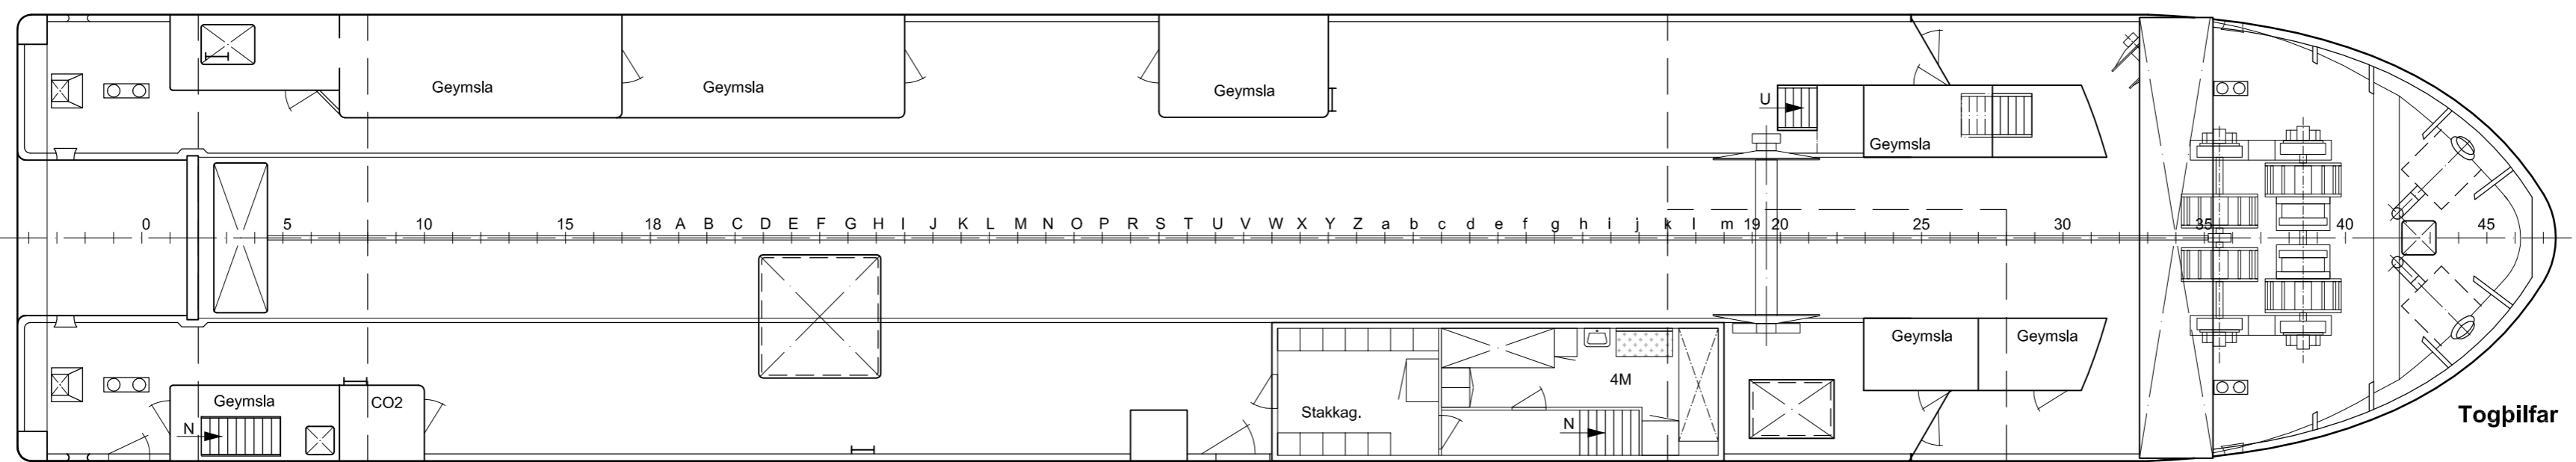 Geymsla Geymsla Geymsla
U
Geymsla
0 5 10 15 18 A B C D E F G H I J K L M N O P R S T U V W X Y Z a b c d e f g h i j k l m 19 20 25 30 35 40 45
Geymsla Geymsla
4M
Geymsla CO2
Stakkag.
N N
Togþilfar